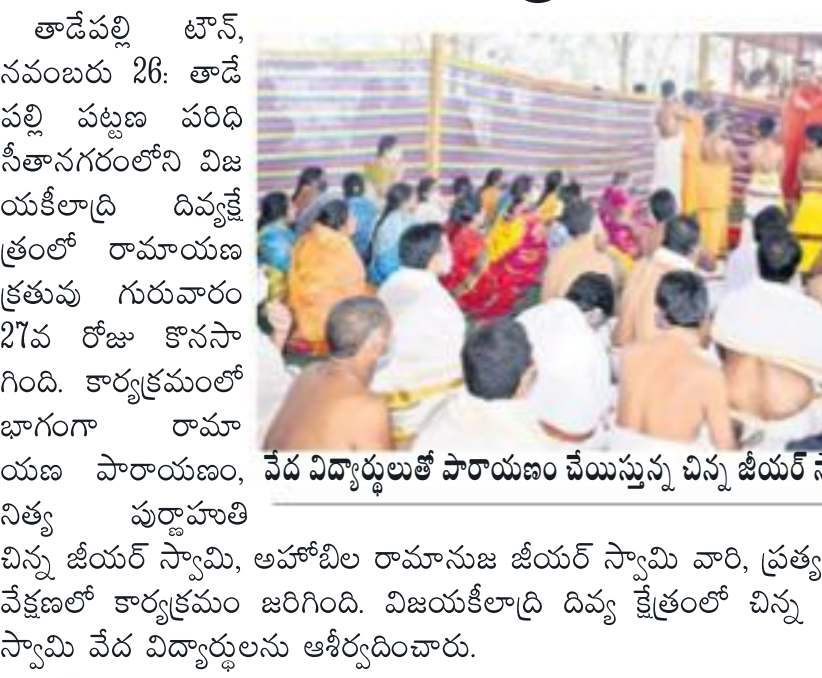 తాడేపల్లి టౌన్,
నవంబరు 26: తాడే
పల్లి పట్టణ పరిధి
సీతానగరంలోని విజ
యకీలాద్రి దివ్యక్షే
త్రంలో రామాయణ
క్రతువు గురువారం
27వ రోజు కొనసా
గింది. కార్యక్రమంలో
భాగంగా రామా
యణ పారాయణం,
నిత్య పుర్ణాహుతి
వేద విద్యార్థులుతో పారాయణం చేయిస్తున్న చిన్న జీయర్
చిన్న జీయర్ స్వామి, అహోబిల రామానుజ జీయర్ స్వామి వారి, ప్రత్య
వేక్షణలో కార్యక్రమం జరిగింది. విజయకీలాద్రి దివ్య క్షేత్రంలో చిన్న
స్వామి వేద విద్యార్థులను ఆశీర్వదించారు.